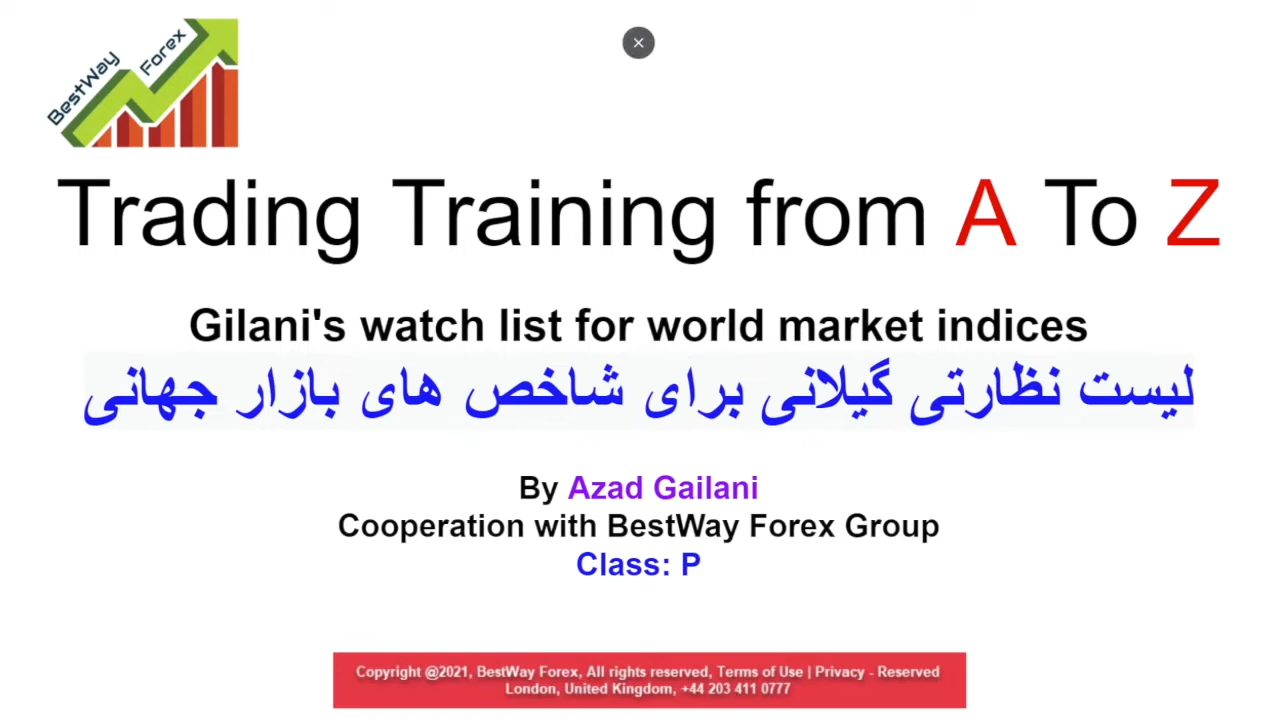 BestWay Forex
Trading Training from A To Z
Gilani's watch list for world market indices
لیست نظارتی گیلانی برای شاخص های بازار جهانی
By Azad Gailani
Cooperation with BestWay Forex Group
Class: P
Copyright @2021, BestWay Forex, All rights reserved, Terms of Use | Privacy - Reserved
London, United Kingdom, +44 203 411 0777